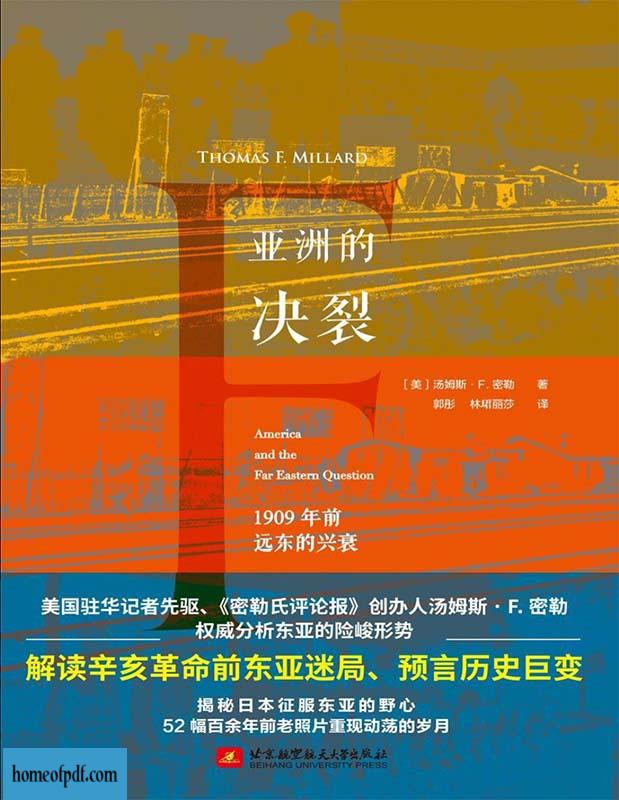 THOMAS F. MILLARD
亚洲的
决裂
[美] 汤姆斯·F. 密勒 著
郭彤 林珺丽莎 译
America
and the
Far Eastern Question
1909 年前
远东的兴衰
美国驻华记者先驱、《密勒氏评论报》创办人汤姆斯·F. 密勒
权威分析东亚的险峻形势
解读辛亥革命前东亚迷局、预言历史巨变
揭秘日本征服东亚的野心
52 幅百余年前老照片重现动荡的岁月
北京航空航天大学出版社
BEIHANG UNIVERSITY PRESS
homeofpdf.com